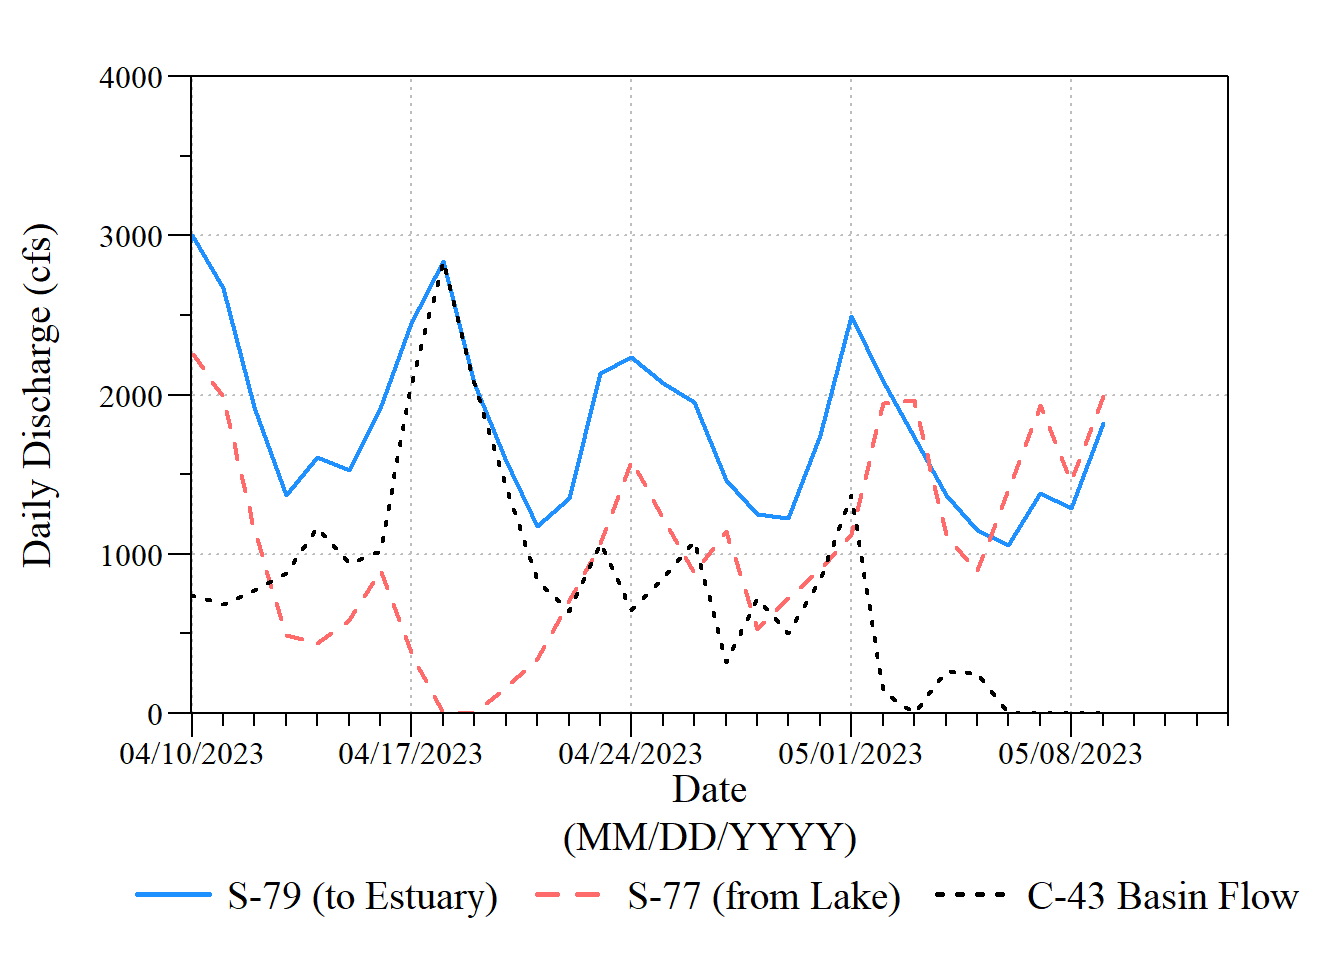 4000
3000
2000
1000
0
Daily Discharge (cfs)
04/10/2023 04/17/2023 04/24/2023 05/01/2023 05/08/2023
Date
(MM/DD/YYYY)
S-79 (to Estuary) S-77 (from Lake) C-43 Basin Flow